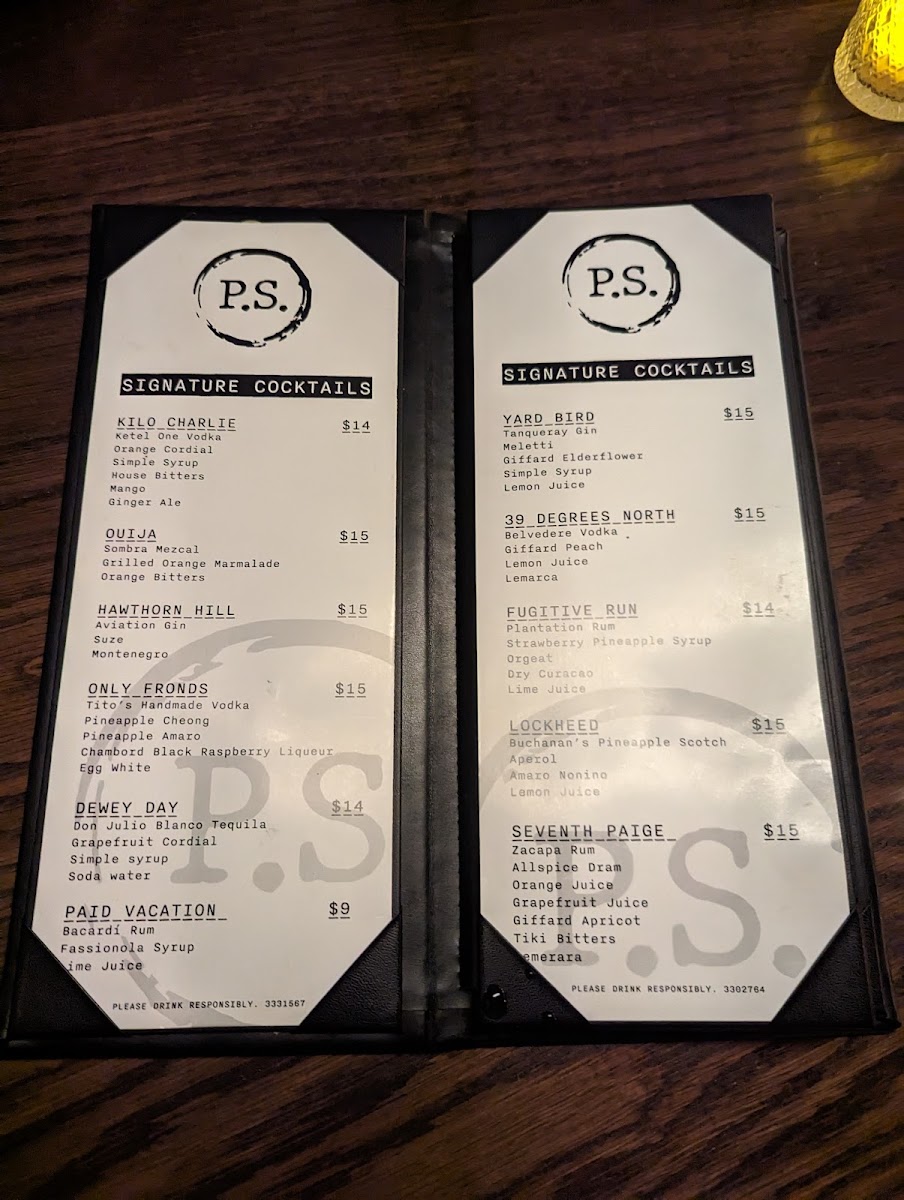 P.S.
SIGNATURE COCKTAILS
KILO CHARLIE $14
Ketel One Vodka
Orange Cordial
Simple Syrup
House Bitters
Mango
Ginger Ale
OUIJA $15
Sombra Mezcal
Grilled Orange Marmalade
Orange Bitters
HAWTHORN HILL $15
Aviation Gin
Suze
Montenegro
ONLY FRONDS $15
Tito's Handmade Vodka
Pineapple Cheong
Pineapple Amaro
Chambord Black Raspberry Liqueur
Egg White
DEWEY DAY $14
Don Julio Blanco Tequila
Grapefruit Cordial
Simple syrup
Soda water
PAID VACATION $9
Bacardí Rum
Fassionola Syrup
ime Juice
P.S
PLEASE DRINK RESPONSIBLY. 3331567
P.S.
SIGNATURE COCKTAILS
YARD BIRD $15
Tanqueray Gin
Meletti
Giffard Elderflower
Simple Syrup
Lemon Juice
39 DEGREES NORTH $15
Belvedere Vodka
Giffard Peach
Lemon Juice
Lemarca
FUGITIVE RUN $14
Plantation Rum
Strawberry Pineapple Syrup
Orgeat
Dry Curacao
Lime Juice
LOCKHEED $15
Buchanan's Pineapple Scotch
Aperol
Amaro Nonino
Lemon Juice
SEVENTH PAIGE $15
Zacapa Rum
Allspice Dram
Orange Juice
Grapefruit Juice
Giffard Apricot
Tiki Bitters
emerara
P.S.
PLEASE DRINK RESPONSIBLY. 3302764